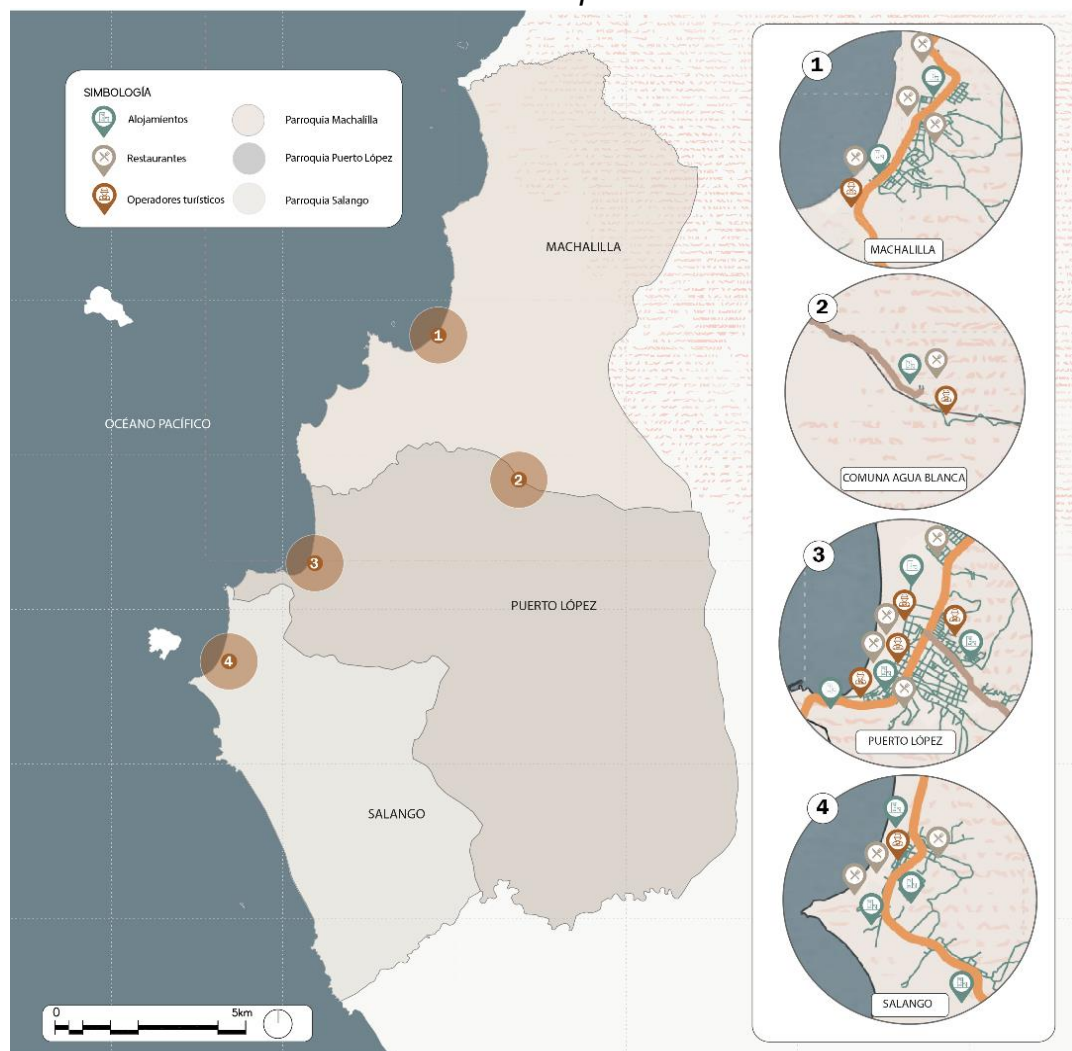 SIMBOLOGÍA
Alojamientos
Restaurantes
Operadores turísticos
Parroquia Machalilla
Parroquia Puerto López
Parroquia Salango
MACHALILLA
OCÉANO PACÍFICO
PUERTO LÓPEZ
SALANGO
1
2
3
4
0 5km
1
MACHALILLA
2
COMUNA AGUA BLANCA
3
PUERTO LÓPEZ
4
SALANGO